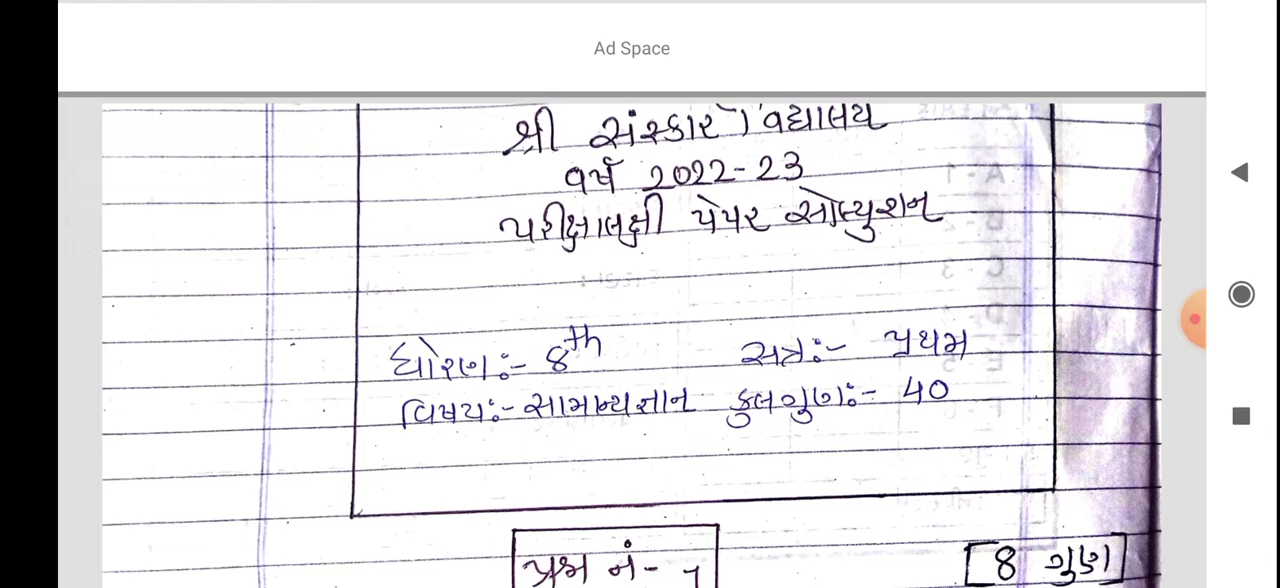 Ad Space
શ્રી સંસ્કાર વિદ્યાલય
વર્ષ 2022-23
પરીક્ષાલક્ષી પેપર સોલ્યુશન
ધોરણ:- 8th સત્ર:- પ્રથમ
વિષય:- સામાન્યજ્ઞાન કુલગુણ:- 40
પ્રશ્ન નં- 1 8 ગુણ